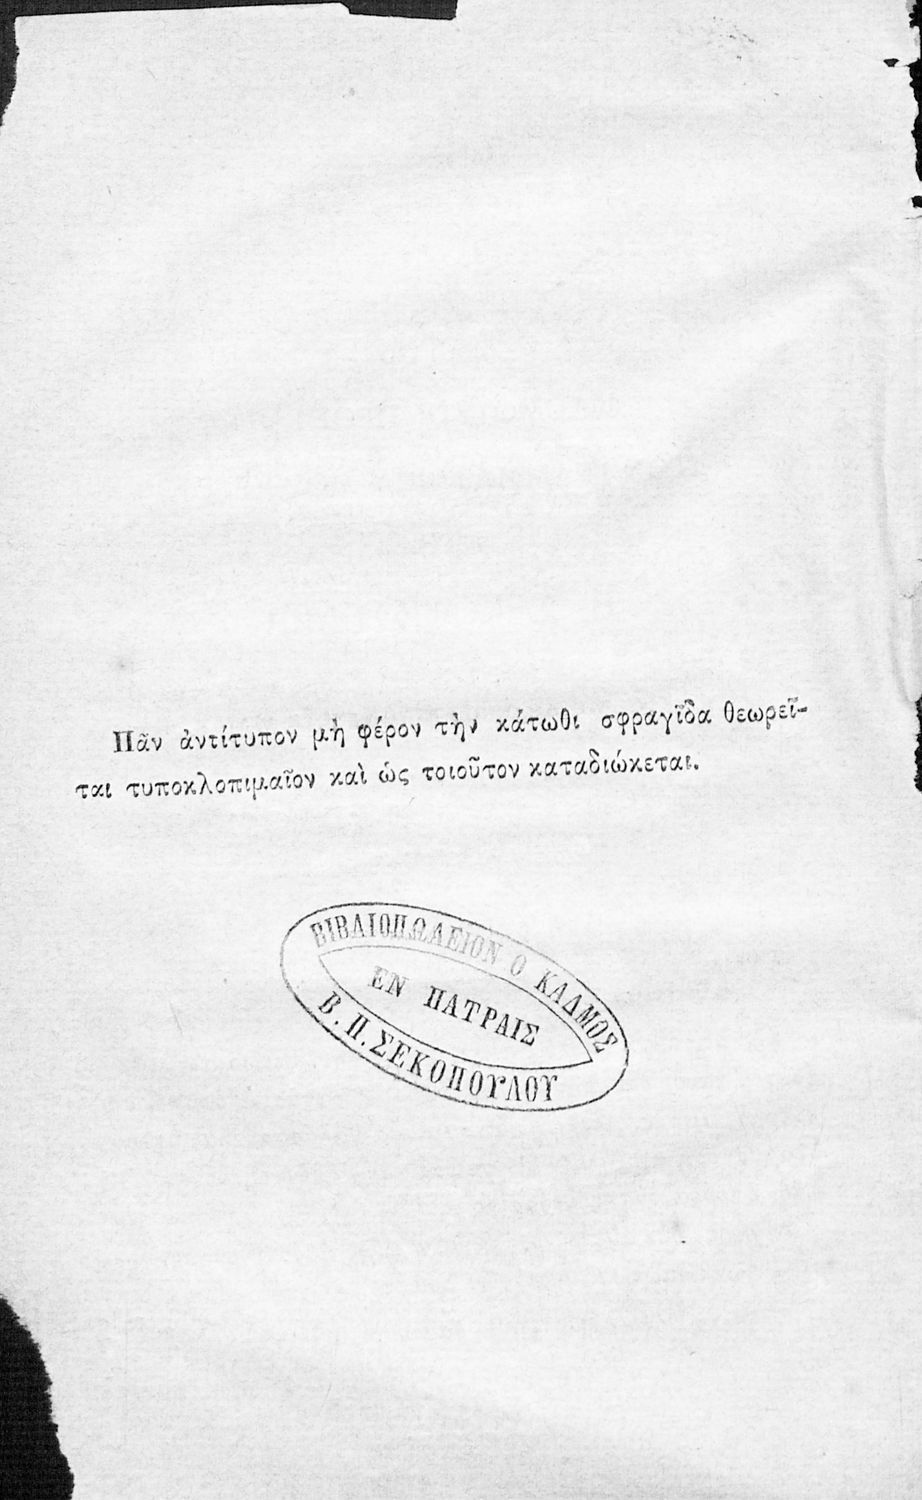 Πᾶν ἀντίτυπον μὴ φέρον τὴν κάτωθι σφραγῖδα θεωρεῖ-
ται τυποκλοπιμαῖον καὶ ὡς τοιοῦτον καταδιώκεται.
ΒΙΒΛΙΟΠΩΛΕΙΟΝ Ο ΚΑΔΜΟΣ
ΕΝ ΠΑΤΡΑΙΣ
Β. Π. ΣΕΚΟΠΟΥΛΟΥ